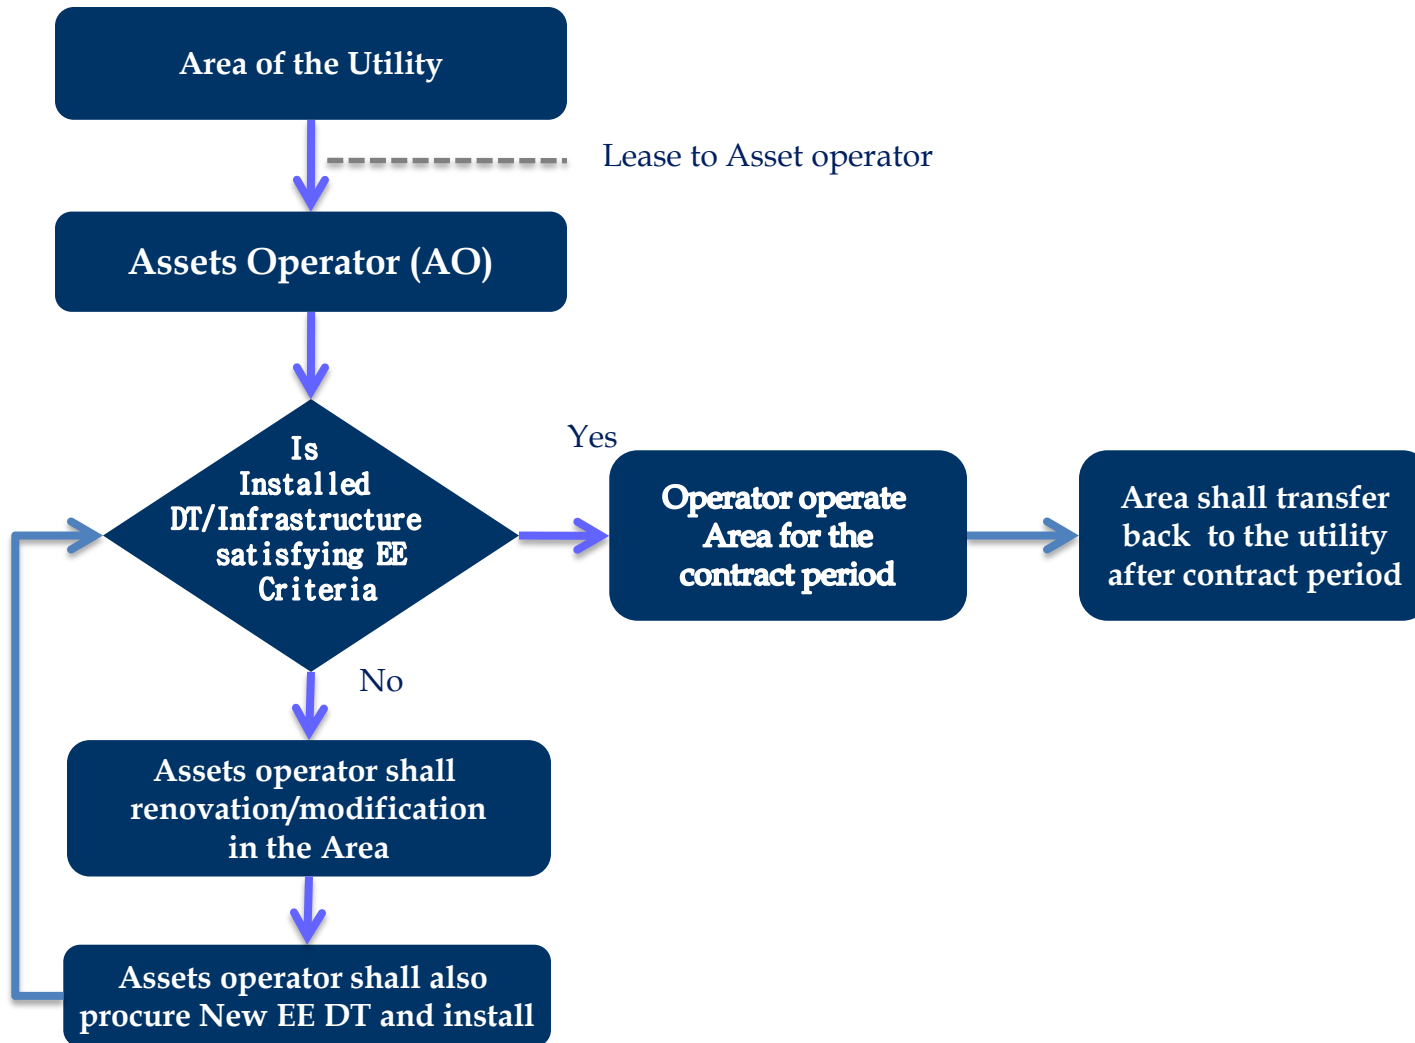 Area of the Utility
Lease to Asset operator
Assets Operator (AO)
Is
Installed
DT/Infrastructure
satisfying EE
Criteria
Yes
Operator operate
Area for the
contract period
Area shall transfer
back to the utility
after contract period
No
Assets operator shall
renovation/modification
in the Area
Assets operator shall also
procure New EE DT and install